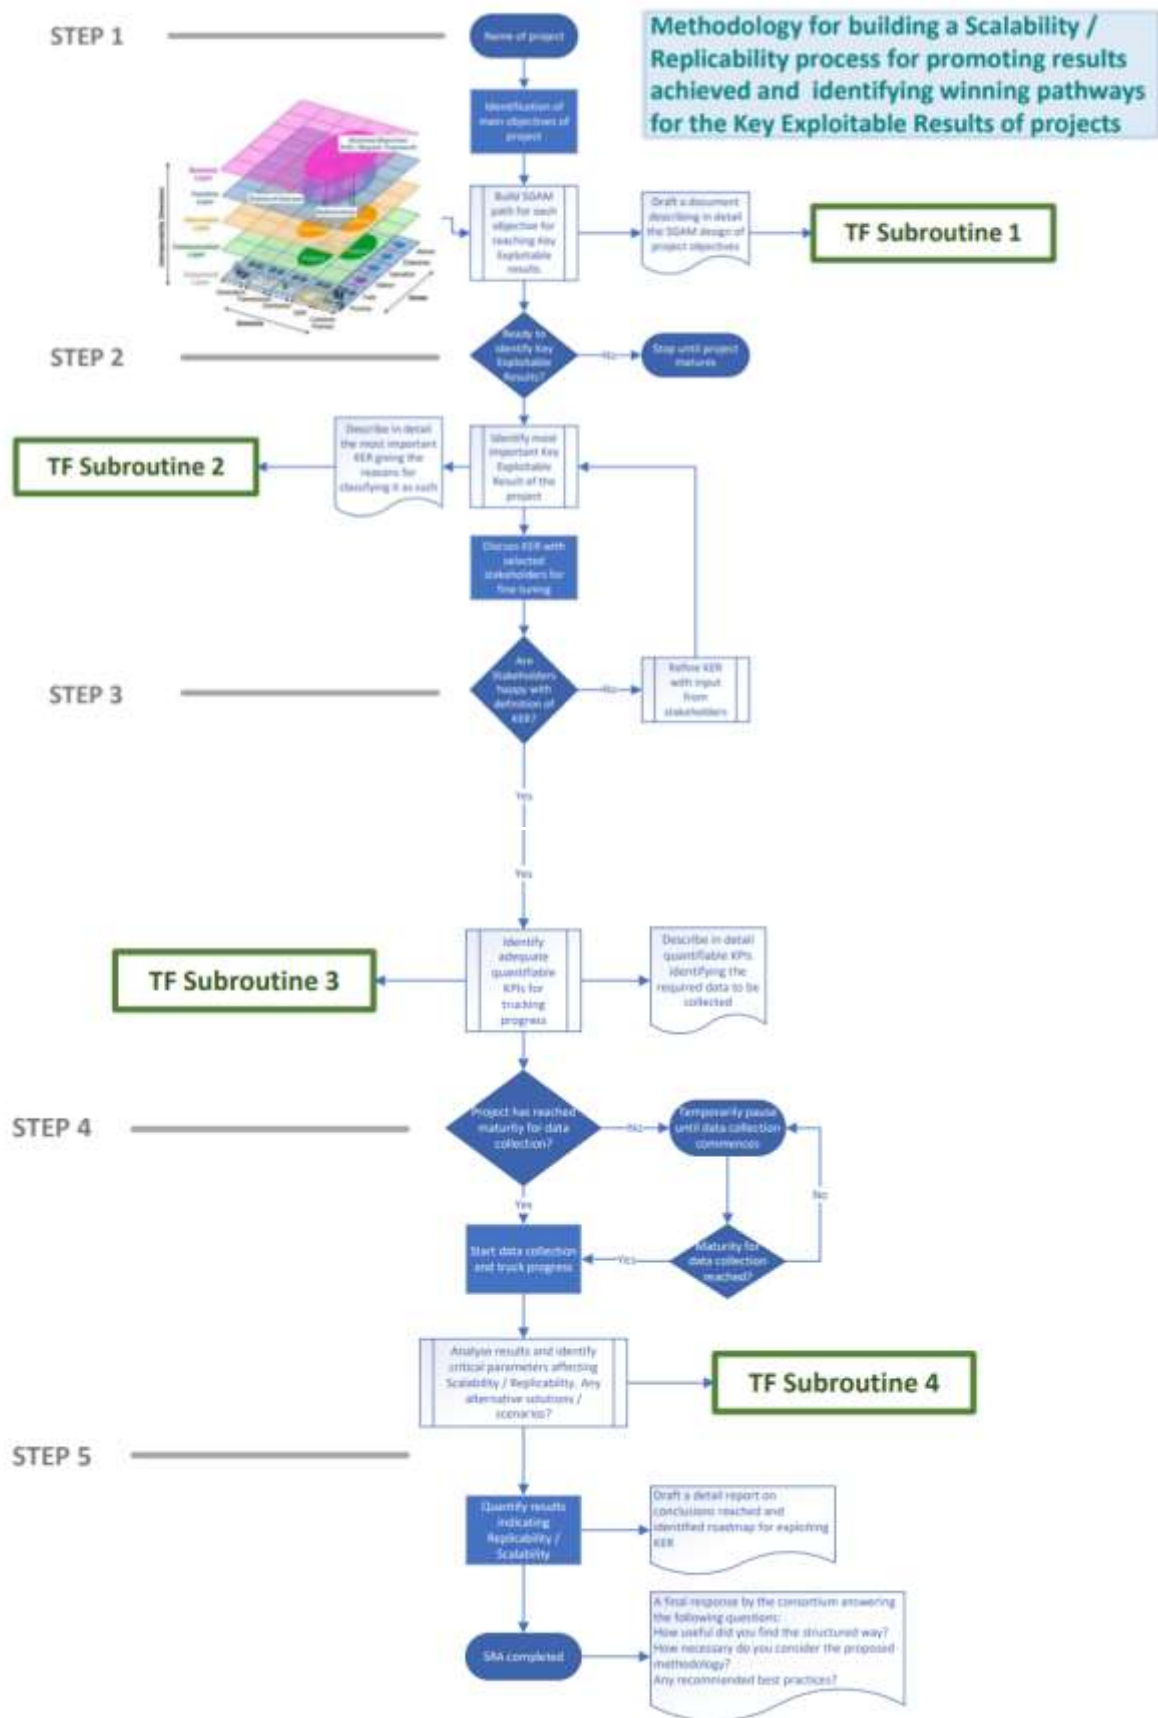 STEP 1
Name of project
Methodology for building a Scalability /
Replicability process for promoting results
achieved and identifying winning pathways
for the Key Exploitable Results of projects
Identification of
main objectives of
project
Build SGAM
path for each
objective for
reaching Key
Exploitable
results.
Draft a document
describing in detail
the SGAM design of
project objectives
TF Subroutine 1
STEP 2
Ready to
identify Key
Exploitable
Results?
No
Stop until project
matures
TF Subroutine 2
Describe in detail
the most important
KER giving the
reasons for
classifying it as such
Identify most
important Key
Exploitable
Result of the
project
Discuss KER with
selected
stakeholders for
fine tuning
STEP 3
Are
Stakeholders
happy with
definition of
KER?
No
Refine KER
with input
from
stakeholders
Yes
Yes
TF Subroutine 3
Identify
adequate
quantifiable
KPIs for
trucking
progress
Describe in detail
quantifiable KPIs
identifying the
required data to be
collected
STEP 4
Project has reached
maturity for data
collection?
No
Temporarily pause
until data collection
commences
Yes
No
Start data collection
and truck progress
Yes
Maturity for
data collection
reached?
Analyse results and identify
critical parameters affecting
Scalability / Replicability. Any
alternative solutions /
scenarios?
TF Subroutine 4
STEP 5
Quantify results
indicating
Replicability /
Scalability
Draft a detail report on
conclusions reached and
identified roadmap for exploiting
KER
SRA completed
A final response by the consortium answering
the following questions:
How useful did you find the structured way?
How necessary do you consider the proposed
methodology?
Any recommended best practices?